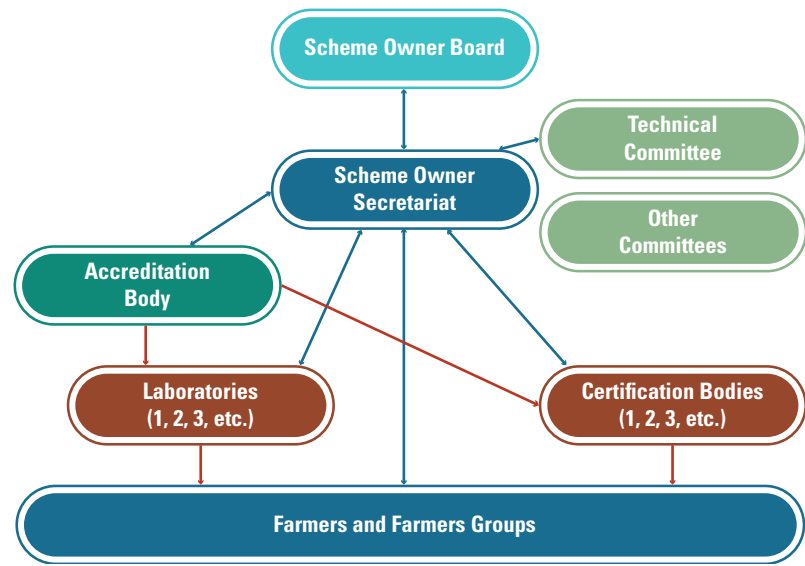 Scheme Owner Board
Technical
Committee
Scheme Owner
Secretariat
Other
Committees
Accreditation
Body
Laboratories
(1, 2, 3, etc.)
Certification Bodies
(1, 2, 3, etc.)
Farmers and Farmers Groups